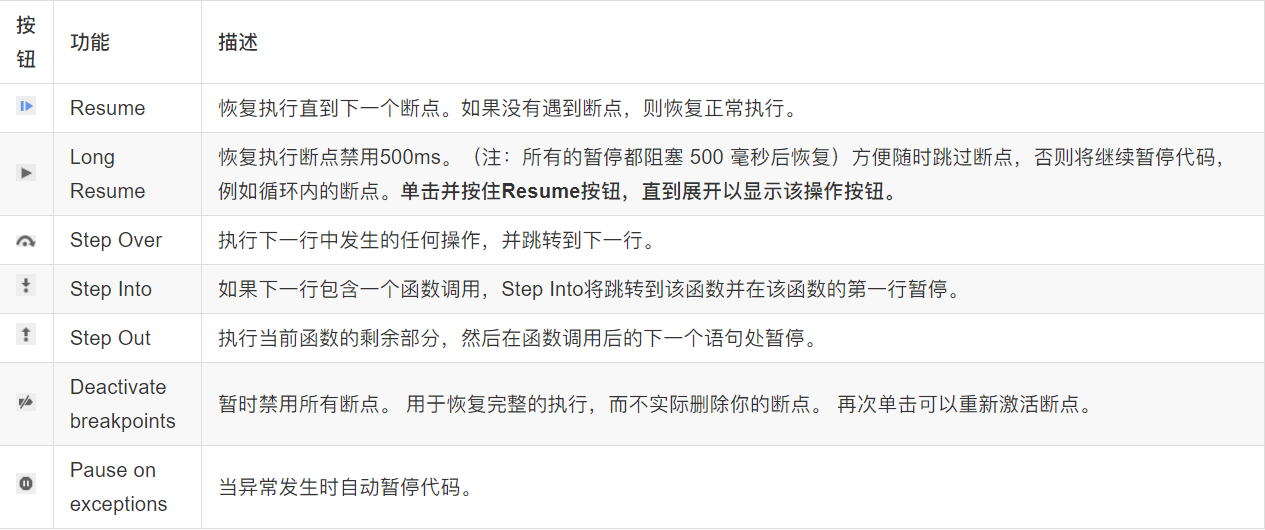 按
钮
功能
描述
Resume
恢复执行直到下一个断点。如果没有遇到断点，则恢复正常执行。
Long
Resume
恢复执行断点禁用500ms。（注：所有的暂停都阻塞 500 毫秒后恢复）方便随时跳过断点，否则将继续暂停代码，
例如循环内的断点。单击并按住Resume按钮，直到展开以显示该操作按钮。
Step Over
执行下一行中发生的任何操作，并跳转到下一行。
Step Into
如果下一行包含一个函数调用，Step Into将跳转到该函数并在该函数的第一行暂停。
Step Out
执行当前函数的剩余部分，然后在函数调用后的下一个语句处暂停。
Deactivate
breakpoints
暂时禁用所有断点。 用于恢复完整的执行，而不实际删除你的断点。 再次单击可以重新激活断点。
Pause on
exceptions
当异常发生时自动暂停代码。